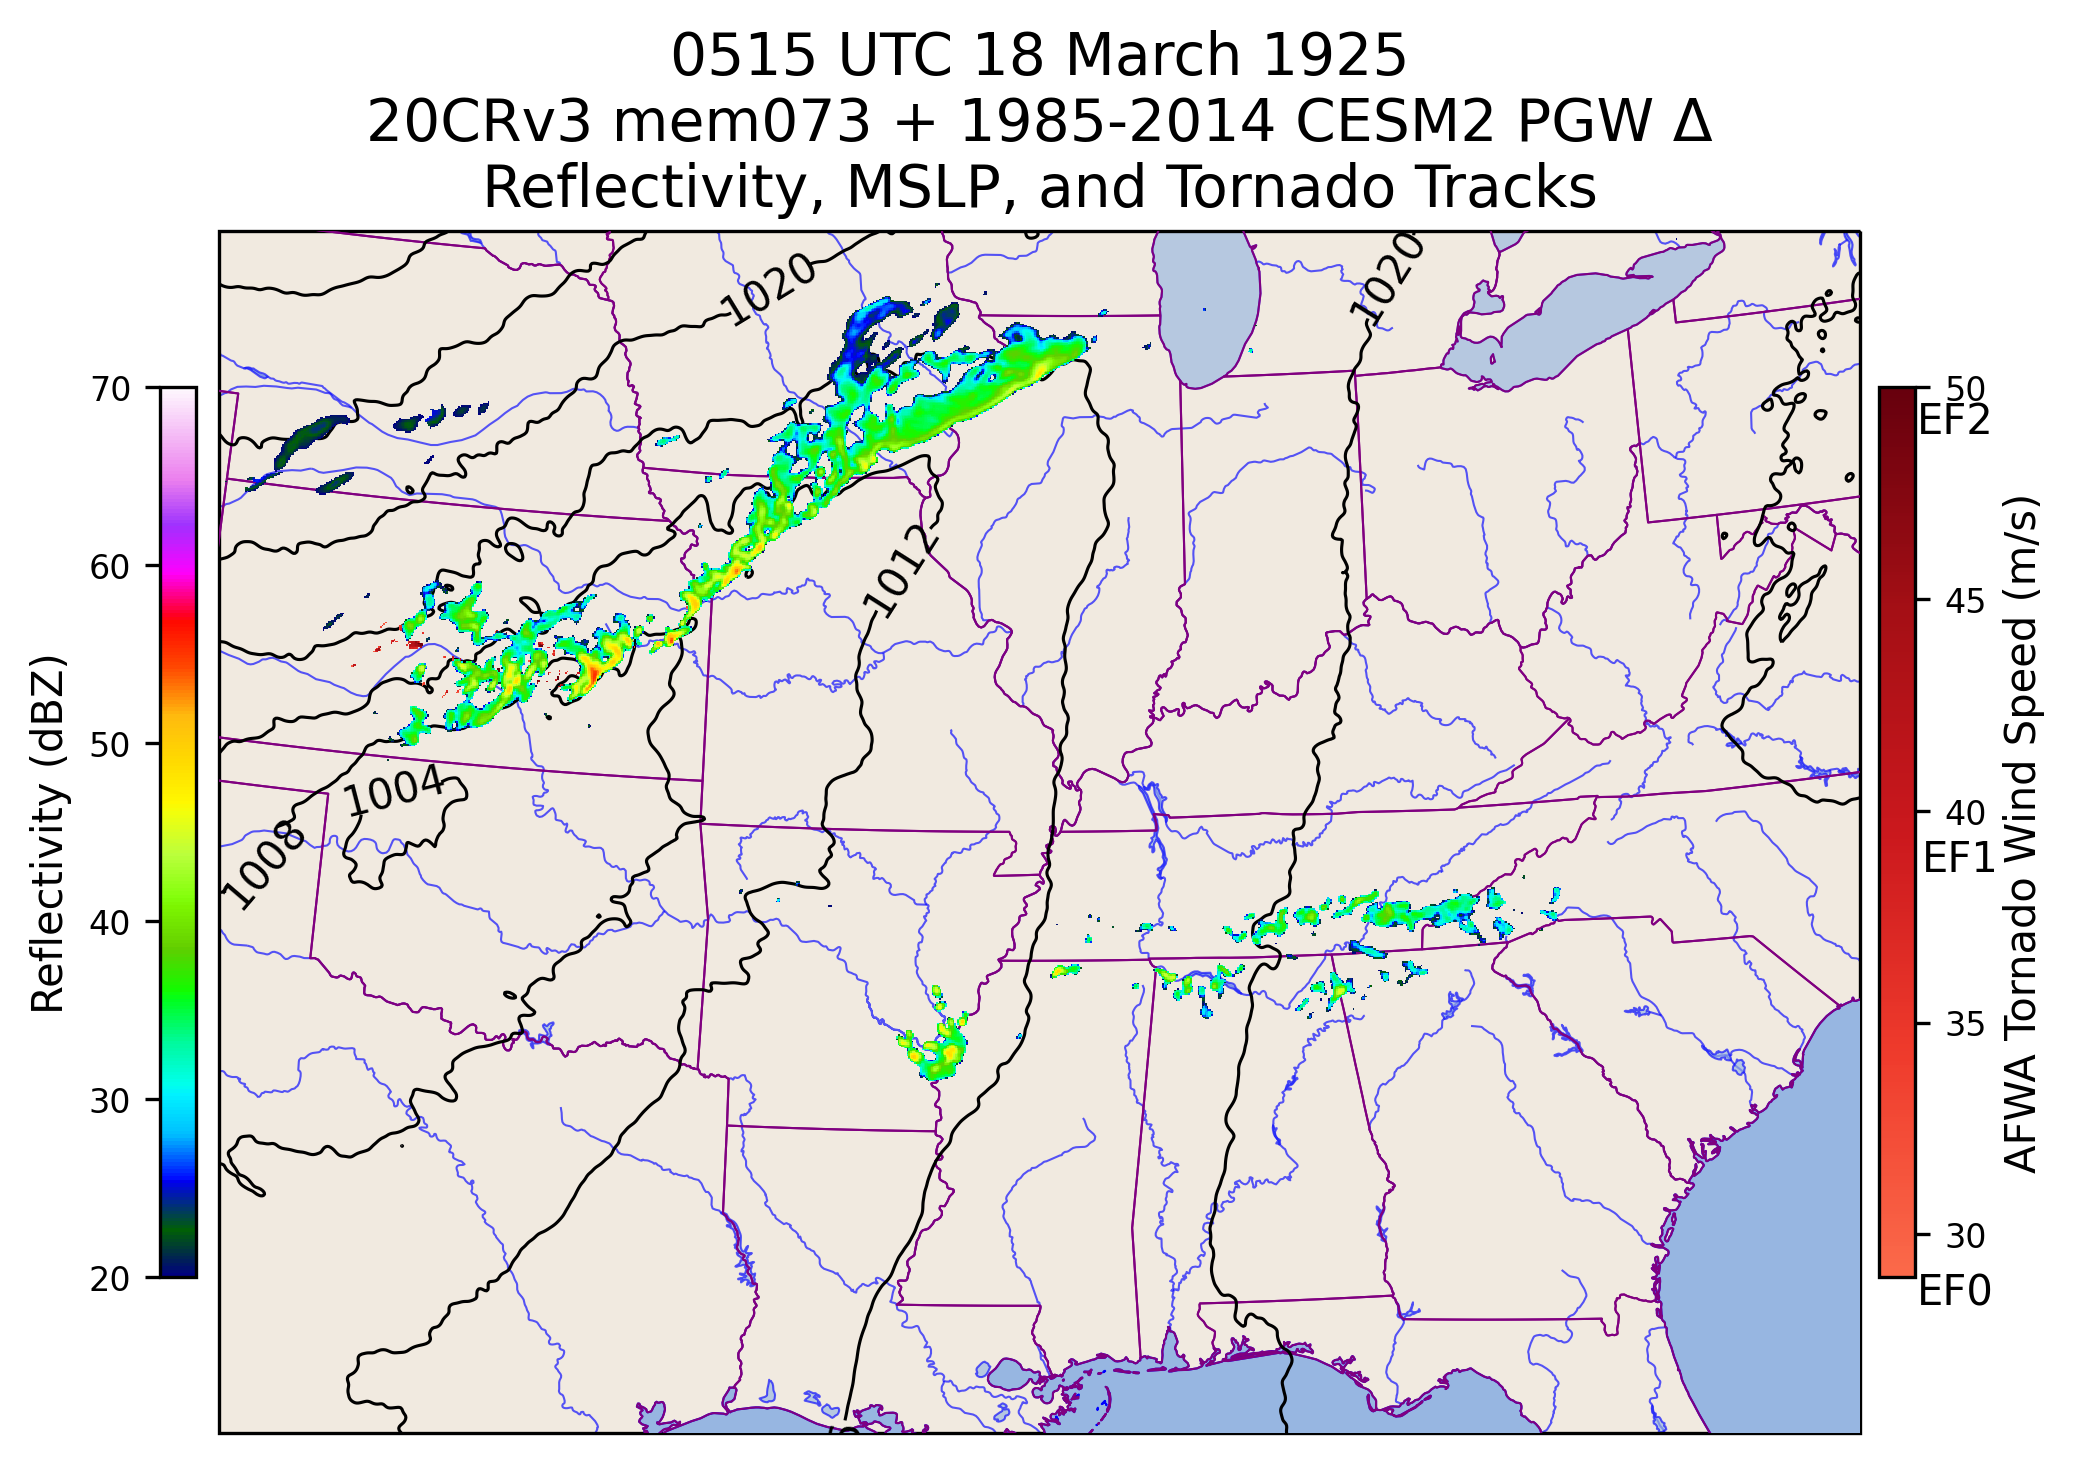 0515 UTC 18 March 1925
20CRv3 mem073 + 1985-2014 CESM2 PGW Δ
Reflectivity, MSLP, and Tornado Tracks
1020
1020
1012
1004
1008
70
60
50
40
30
20
Reflectivity (dBZ)
50
EF2
45
40
EF1
35
30
EF0
AFWA Tornado Wind Speed (m/s)